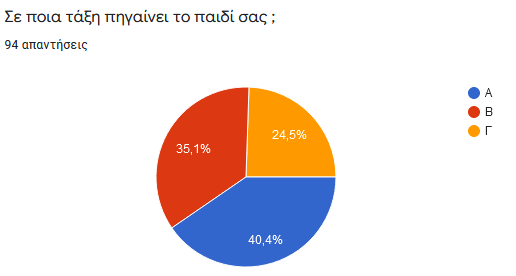 Σε ποια τάξη πηγαίνει το παιδί σας ;
94 απαντήσεις
Α
Β
Γ
24,5%
35,1%
40,4%